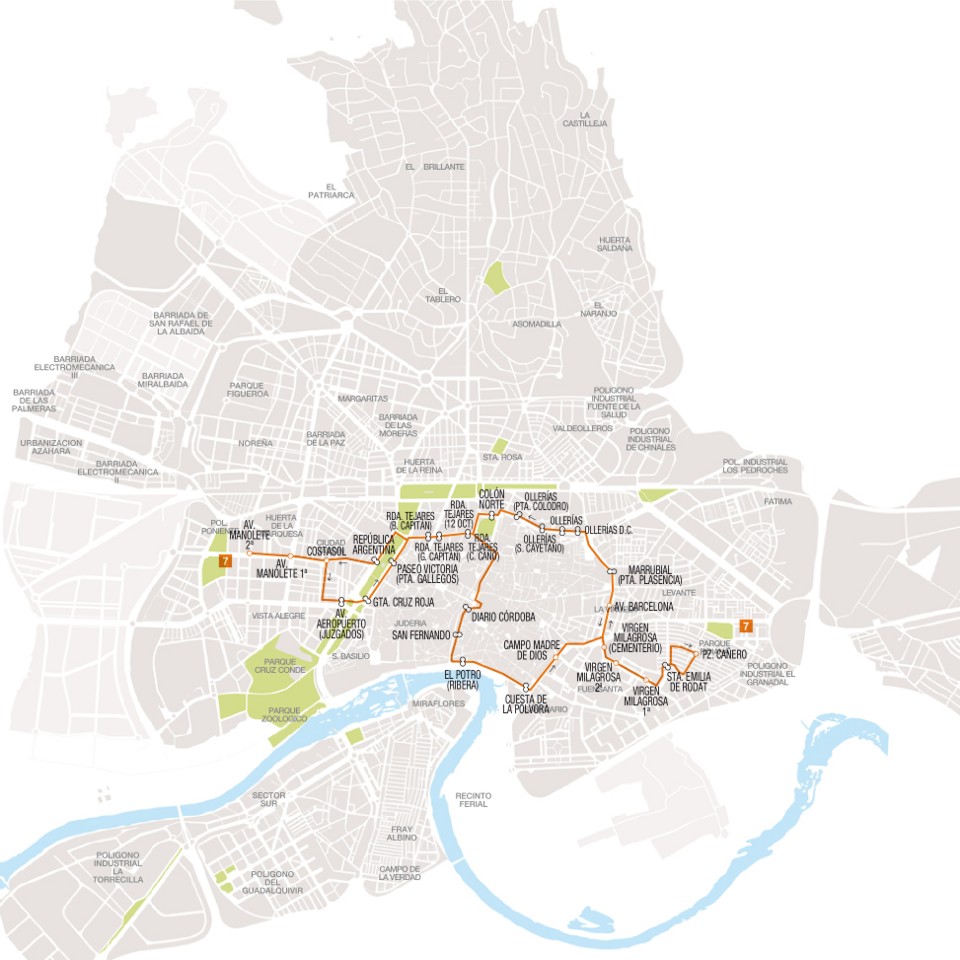 LA
CASTILLEJA
EL BRILLANTE
EL
PATRIARCA
HUERTA
SALDAÑA
EL
TABLERO
EL
NARANJO
BARRIADA DE
SAN RAFAEL DE
LA ALBAIDA
ASOMADILLA
BARRIADA
ELECTROMECANICA
III
BARRIADA
MIRALBAIDA
PARQUE
FIGUEROA
BARRIADA
DE LAS
PALMERAS
MARGARITAS
POLIGONO
INDUSTRIAL
FUENTE DE LA
SALUD
BARRIADA
DE LAS
MORERAS
VALDEOLLEROS
POLIGONO
INDUSTRIAL
DE CHINALES
URBANIZACION
AZAHARA
NOREÑA
BARRIADA
DE LA PAZ
BARRIADA
ELECTROMECANICA
II
HUERTA
DE LA REINA
STA. ROSA
POL. INDUSTRIAL
LOS PEDROCHES
FATIMA
COLÓN
NORTE
OLLERÍAS
(PTA. COLODRO)
RDA.
TEJARES
(12 OCT)
RDA. TEJARES
(B. CAPITÁN)
OLLERÍAS
OLLERIAS D.C.
OLLERÍAS
(S. CAYETANO)
POL.
PONIENTE
AV.
MANOLETE
2ª
HUERTA
DE LA
MARQUESA
CIUDAD
COSTASOL
REPÚBLICA
ARGENTINA
RDA. TEJARES
(G. CAPITÁN)
RDA.
TEJARES
(C. CANO)
7
AV.
MANOLETE 1ª
PASEO VICTORIA
(PTA. GALLEGOS)
MARRUBIAL
(PTA. PLASENCIA)
LEVANTE
GTA. CRUZ ROJA
AV. BARCELONA
VISTA ALEGRE
AV.
AEROPUERTO
(JUZGADOS)
JUDERIA
DIARIO CÓRDOBA
SAN FERNANDO
VIRGEN
MILAGROSA
(CEMENTERIO)
7
PARQUE
PZ. CAÑERO
S. BASILIO
CAMPO MADRE
DE DIOS
PARQUE
CRUZ CONDE
EL POTRO
(RIBERA)
VIRGEN
MILAGROSA
2ª
FUENSANTA
STA. EMILIA
DE RODAT
POLIGONO
INDUSTRIAL EL
GRANADAL
VIRGEN
MILAGROSA
1ª
CUESTA DE
LA PÓLVORA
MIRAFLORES
PARQUE
ZOOLOGICO
SECTOR
SUR
RECINTO
FERIAL
FRAY
ALBINO
POLIGONO
INDUSTRIAL
LA
TORRECILLA
POLIGONO
DEL
GUADALQUIVIR
CAMPO DE
LA VERDAD